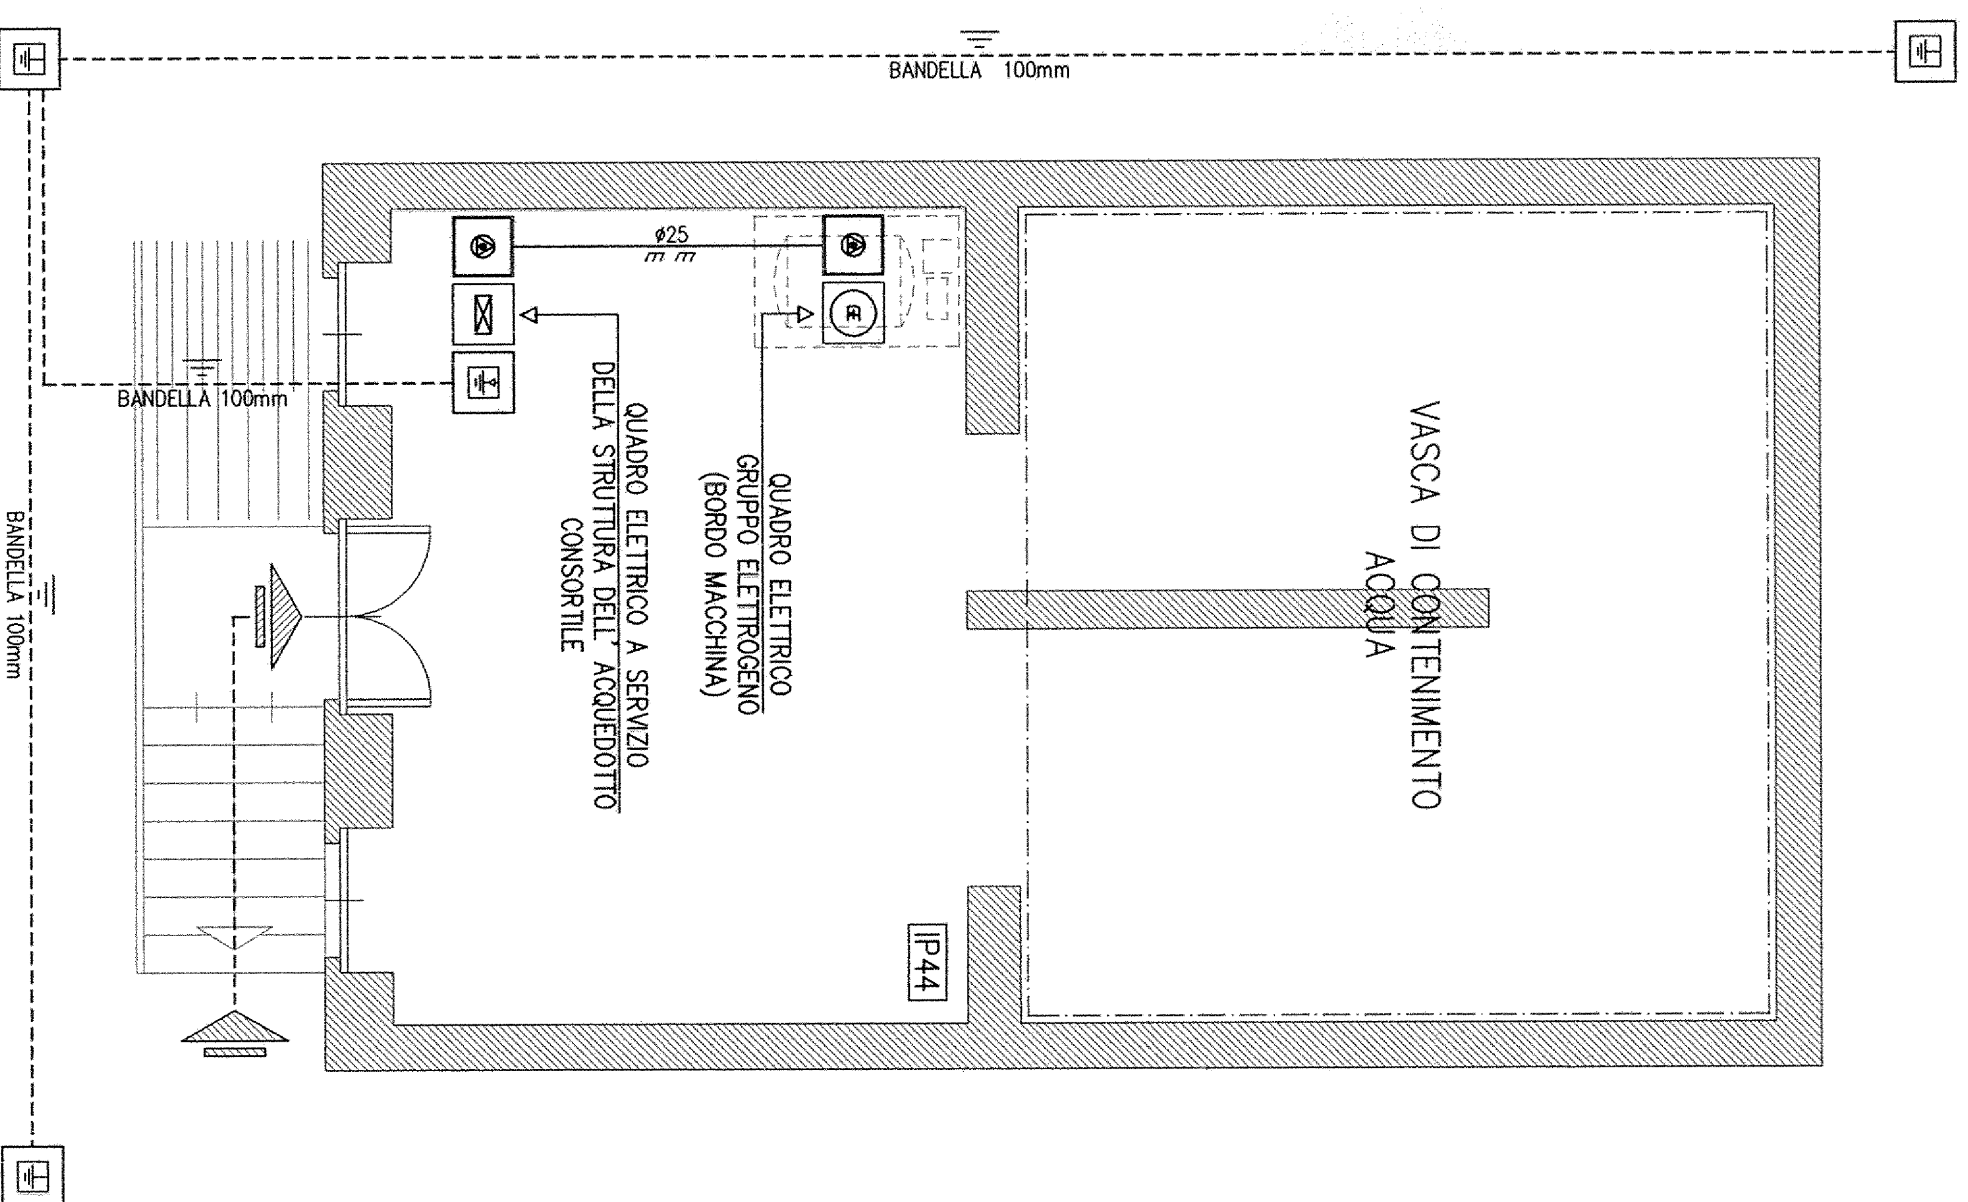 BANDELLA 100mm
ø25
BANDELLA 100mm
BANDELLA 100mm
QUADRO ELETTRICO A SERVIZIO
DELLA STRUTTURA DELL' ACQUEDOTTO
CONSORTILE
QUADRO ELETTRICO
GRUPPO ELETTROGENO
(BORDO MACCHINA)
GE
VASCA DI CONTENIMENTO
ACQUA
IP44